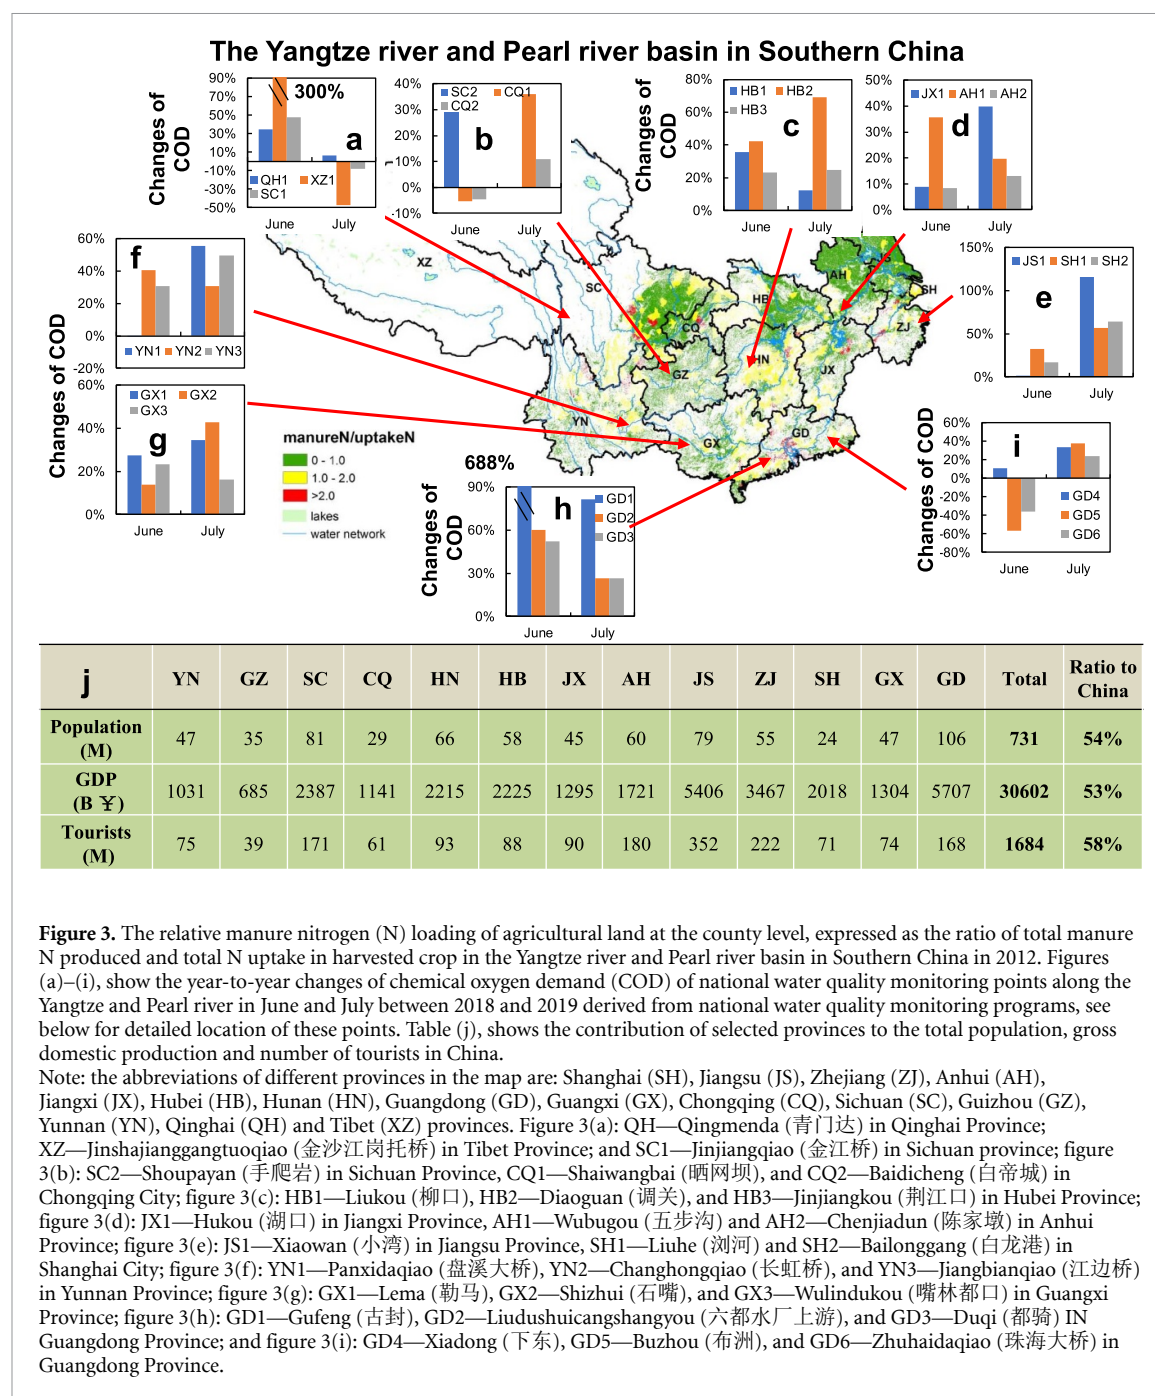 The Yangtze river and Pearl river basin in Southern China
Changes of COD
90%
70%
50%
30%
10%
-10%
-30%
-50%
300%
a
QH1 XZ1
SC1
June July
40%
30%
20%
10%
0%
-10%
SC2 CQ1
CQ2
b
June July
Changes of COD
80%
60%
40%
20%
0%
HB1 HB2
HB3
c
June July
50%
40%
30%
20%
10%
0%
JX1 AH1 AH2
d
June July
Changes of COD
60%
40%
20%
0%
-20%
f
YN1 YN2 YN3
150%
100%
50%
0%
JS1 SH1 SH2
e
June July
60%
40%
20%
0%
GX1 GX2
GX3
g
June July
XZ
SC
CQ
HB
AH
SH
ZJ
HN
JX
GZ
YN
GX
GD
manureN/uptakeN
0 - 1.0
1.0 - 2.0
>2.0
lakes
water network
688%
Changes of COD
90%
60%
30%
0%
h
GD1
GD2
GD3
June July
Changes of COD
60%
40%
20%
0%
-20%
-40%
-60%
-80%
i
GD4
GD5
GD6
June July
j YN GZ SC CQ HN HB JX AH JS ZJ SH GX GD Total Ratio to China
Population (M) 47 35 81 29 66 58 45 60 79 55 24 47 106 731 54%
GDP (B ¥) 1031 685 2387 1141 2215 2225 1295 1721 5406 3467 2018 1304 5707 30602 53%
Tourists (M) 75 39 171 61 93 88 90 180 352 222 71 74 168 1684 58%
Figure 3. The relative manure nitrogen (N) loading of agricultural land at the county level, expressed as the ratio of total manure
N produced and total N uptake in harvested crop in the Yangtze river and Pearl river basin in Southern China in 2012. Figures
(a)–(i), show the year-to-year changes of chemical oxygen demand (COD) of national water quality monitoring points along the
Yangtze and Pearl river in June and July between 2018 and 2019 derived from national water quality monitoring programs, see
below for detailed location of these points. Table (j), shows the contribution of selected provinces to the total population, gross
domestic production and number of tourists in China.
Note: the abbreviations of different provinces in the map are: Shanghai (SH), Jiangsu (JS), Zhejiang (ZJ), Anhui (AH),
Jiangxi (JX), Hubei (HB), Hunan (HN), Guangdong (GD), Guangxi (GX), Chongqing (CQ), Sichuan (SC), Guizhou (GZ),
Yunnan (YN), Qinghai (QH) and Tibet (XZ) provinces. Figure 3(a): QH—Qingmenda (青门达) in Qinghai Province;
XZ—Jinshajianggangtuoqiao (金沙江岗托桥) in Tibet Province; and SC1—Jinjiangqiao (金江桥) in Sichuan province; figure
3(b): SC2—Shoupayan (手爬岩) in Sichuan Province, CQ1—Shaiwangbai (晒网坝), and CQ2—Baidicheng (白帝城) in
Chongqing City; figure 3(c): HB1—Liukou (柳口), HB2—Diaoguan (调关), and HB3—Jinjiangkou (荆江口) in Hubei Province;
figure 3(d): JX1—Hukou (湖口) in Jiangxi Province, AH1—Wubugou (五步沟) and AH2—Chenjiadun (陈家墩) in Anhui
Province; figure 3(e): JS1—Xiaowan (小湾) in Jiangsu Province, SH1—Liuhe (浏河) and SH2—Bailonggang (白龙港) in
Shanghai City; figure 3(f): YN1—Panxidaqiao (盘溪大桥), YN2—Changhongqiao (长虹桥), and YN3—Jiangbianqiao (江边桥)
in Yunnan Province; figure 3(g): GX1—Lema (勒马), GX2—Shizhui (石嘴), and GX3—Wulindukou (嘴林都口) in Guangxi
Province; figure 3(h): GD1—Gufeng (古封), GD2—Liudushuicangshangyou (六都水厂上游), and GD3—Duqi (都骑) IN
Guangdong Province; and figure 3(i): GD4—Xiadong (下东), GD5—Buzhou (布洲), and GD6—Zhuhaidaqiao (珠海大桥) in
Guangdong Province.